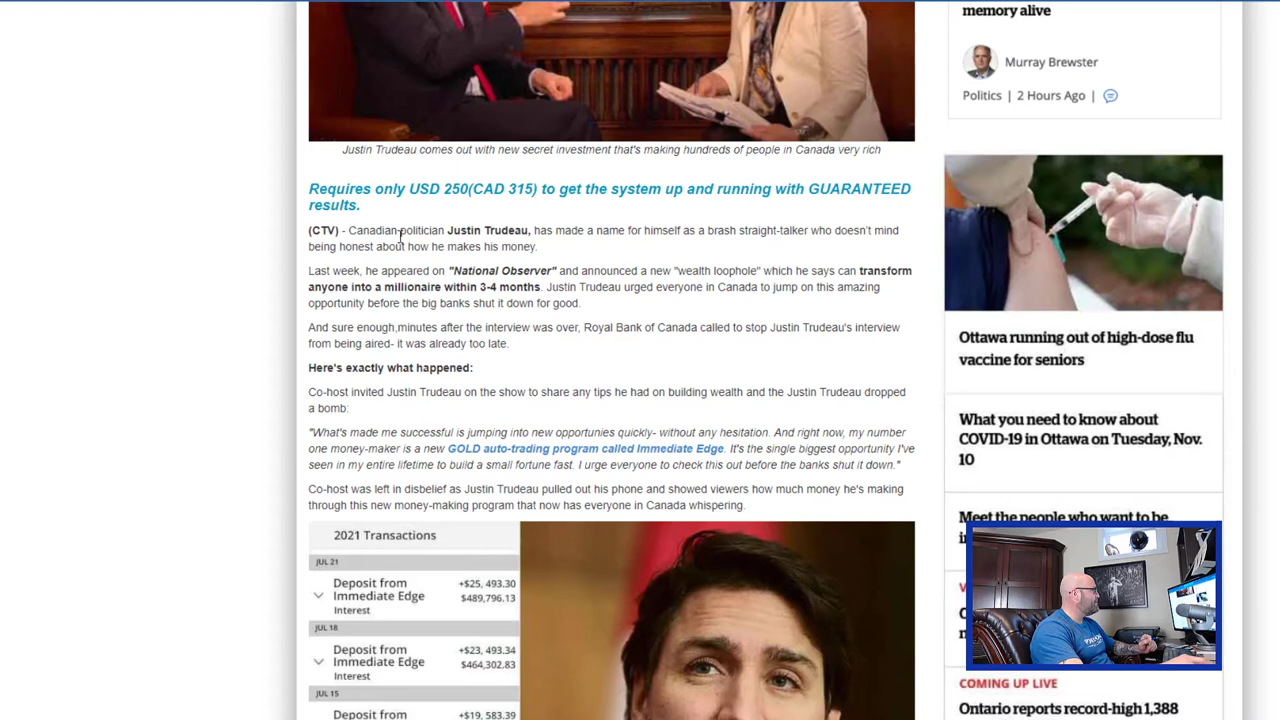 memory alive
Murray Brewster
Politics | 2 Hours Ago |
Justin Trudeau comes out with new secret investment that's making hundreds of people in Canada very rich
Requires only USD 250(CAD 315) to get the system up and running with GUARANTEED
results.
(CTV) - Canadian politician Justin Trudeau, has made a name for himself as a brash straight-talker who doesn't mind
being honest about how he makes his money.
Last week, he appeared on "National Observer" and announced a new "wealth loophole" which he says can transform
anyone into a millionaire within 3-4 months. Justin Trudeau urged everyone in Canada to jump on this amazing
opportunity before the big banks shut it down for good.
And sure enough,minutes after the interview was over, Royal Bank of Canada called to stop Justin Trudeau's interview
from being aired- it was already too late.
Here's exactly what happened:
Co-host invited Justin Trudeau on the show to share any tips he had on building wealth and the Justin Trudeau dropped
a bomb:
"What's made me successful is jumping into new opportunies quickly- without any hesitation. And right now, my number
one money-maker is a new GOLD auto-trading program called Immediate Edge. It's the single biggest opportunity I've
seen in my entire lifetime to build a small fortune fast. I urge everyone to check this out before the banks shut it down."
Co-host was left in disbelief as Justin Trudeau pulled out his phone and showed viewers how much money he's making
through this new money-making program that now has everyone in Canada whispering.
2021 Transactions
JUL 21
Deposit from +$25, 493.30
Immediate Edge $489,796.13
Interest
JUL 18
Deposit from +$23, 493.34
Immediate Edge $464,302.83
Interest
JUL 15
Deposit from +$19, 583.39
Ottawa running out of high-dose flu
vaccine for seniors
What you need to know about
COVID-19 in Ottawa on Tuesday, Nov.
10
Meet the people who want to be
COMING UP LIVE
Ontario reports record-high 1,388